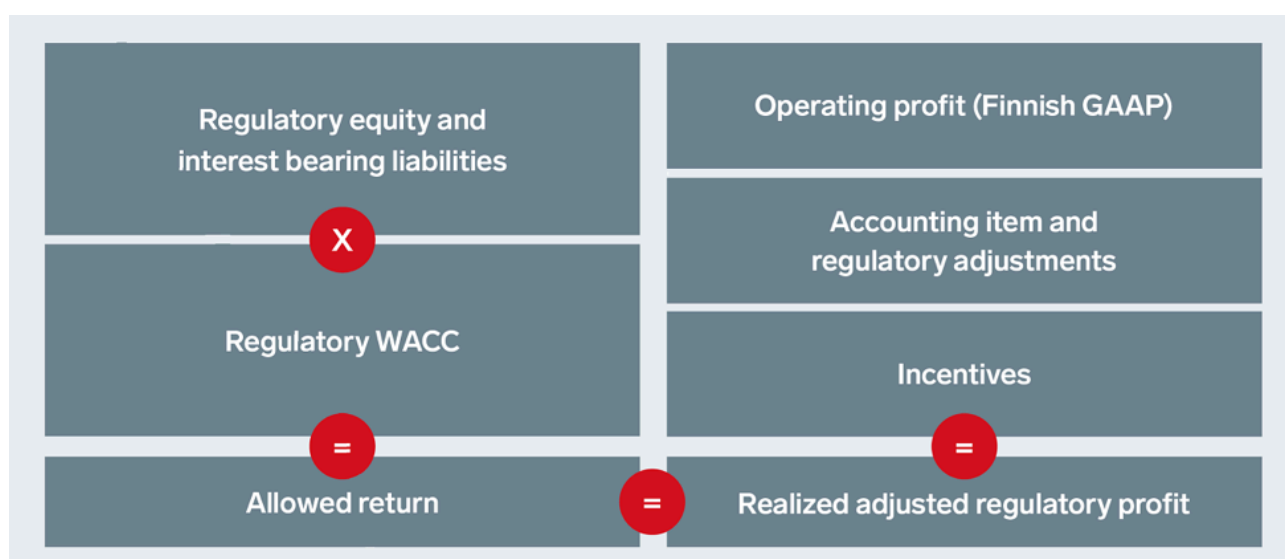 Regulatory equity and
interest bearing liabilities
X
Regulatory WACC
=
Allowed return
=
Operating profit (Finnish GAAP)
Accounting item and
regulatory adjustments
Incentives
=
Realized adjusted regulatory profit